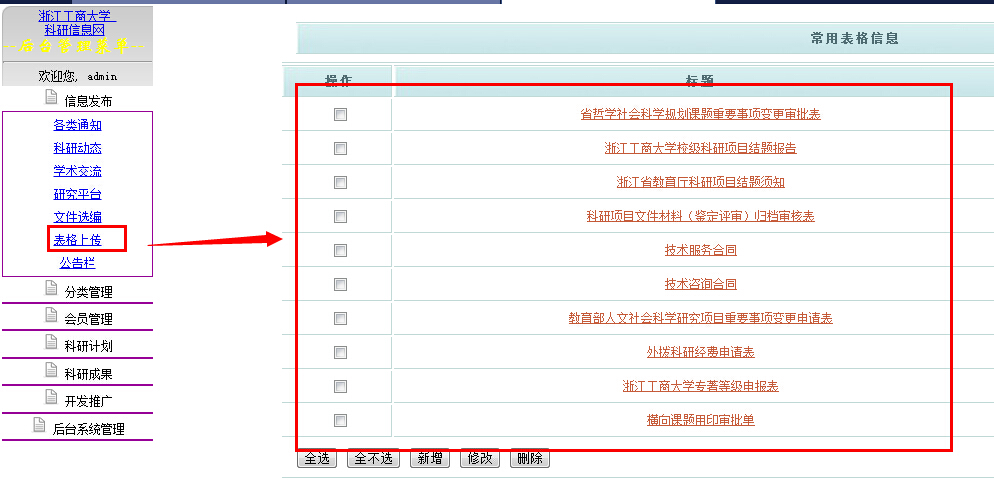 浙江工商大学
科研信息网
--后台管理菜单--
欢迎您, admin
信息发布
各类通知
科研动态
学术交流
研究平台
文件选编
表格上传
公告栏
分类管理
会员管理
科研计划
科研成果
开发推广
后台系统管理
常用表格信息
操作 标题
省哲学社会科学规划课题重要事项变更审批表
浙江工商大学校级科研项目结题报告
浙江省教育厅科研项目结题须知
科研项目文件材料（鉴定评审）归档审核表
技术服务合同
技术咨询合同
教育部人文社会科学研究项目重要事项变更申请表
外拨科研经费申请表
浙江工商大学专著等级申报表
横向课题用印审批单
全选 全不选 新增 修改 删除